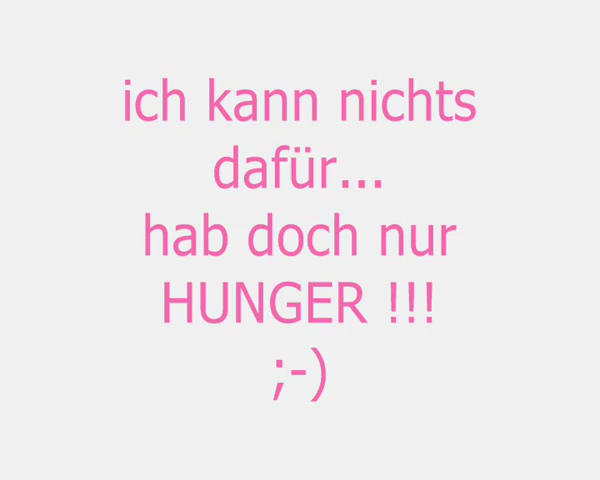 ich kann nichts
dafür...
hab doch nur
HUNGER !!!
;-)